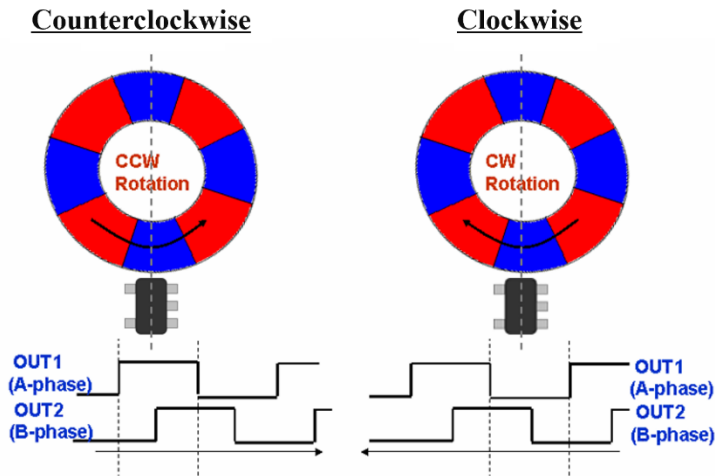 Counterclockwise
Clockwise
CCW
Rotation
CW
Rotation
OUT1
(A-phase)
OUT2
(B-phase)
OUT1
(A-phase)
OUT2
(B-phase)